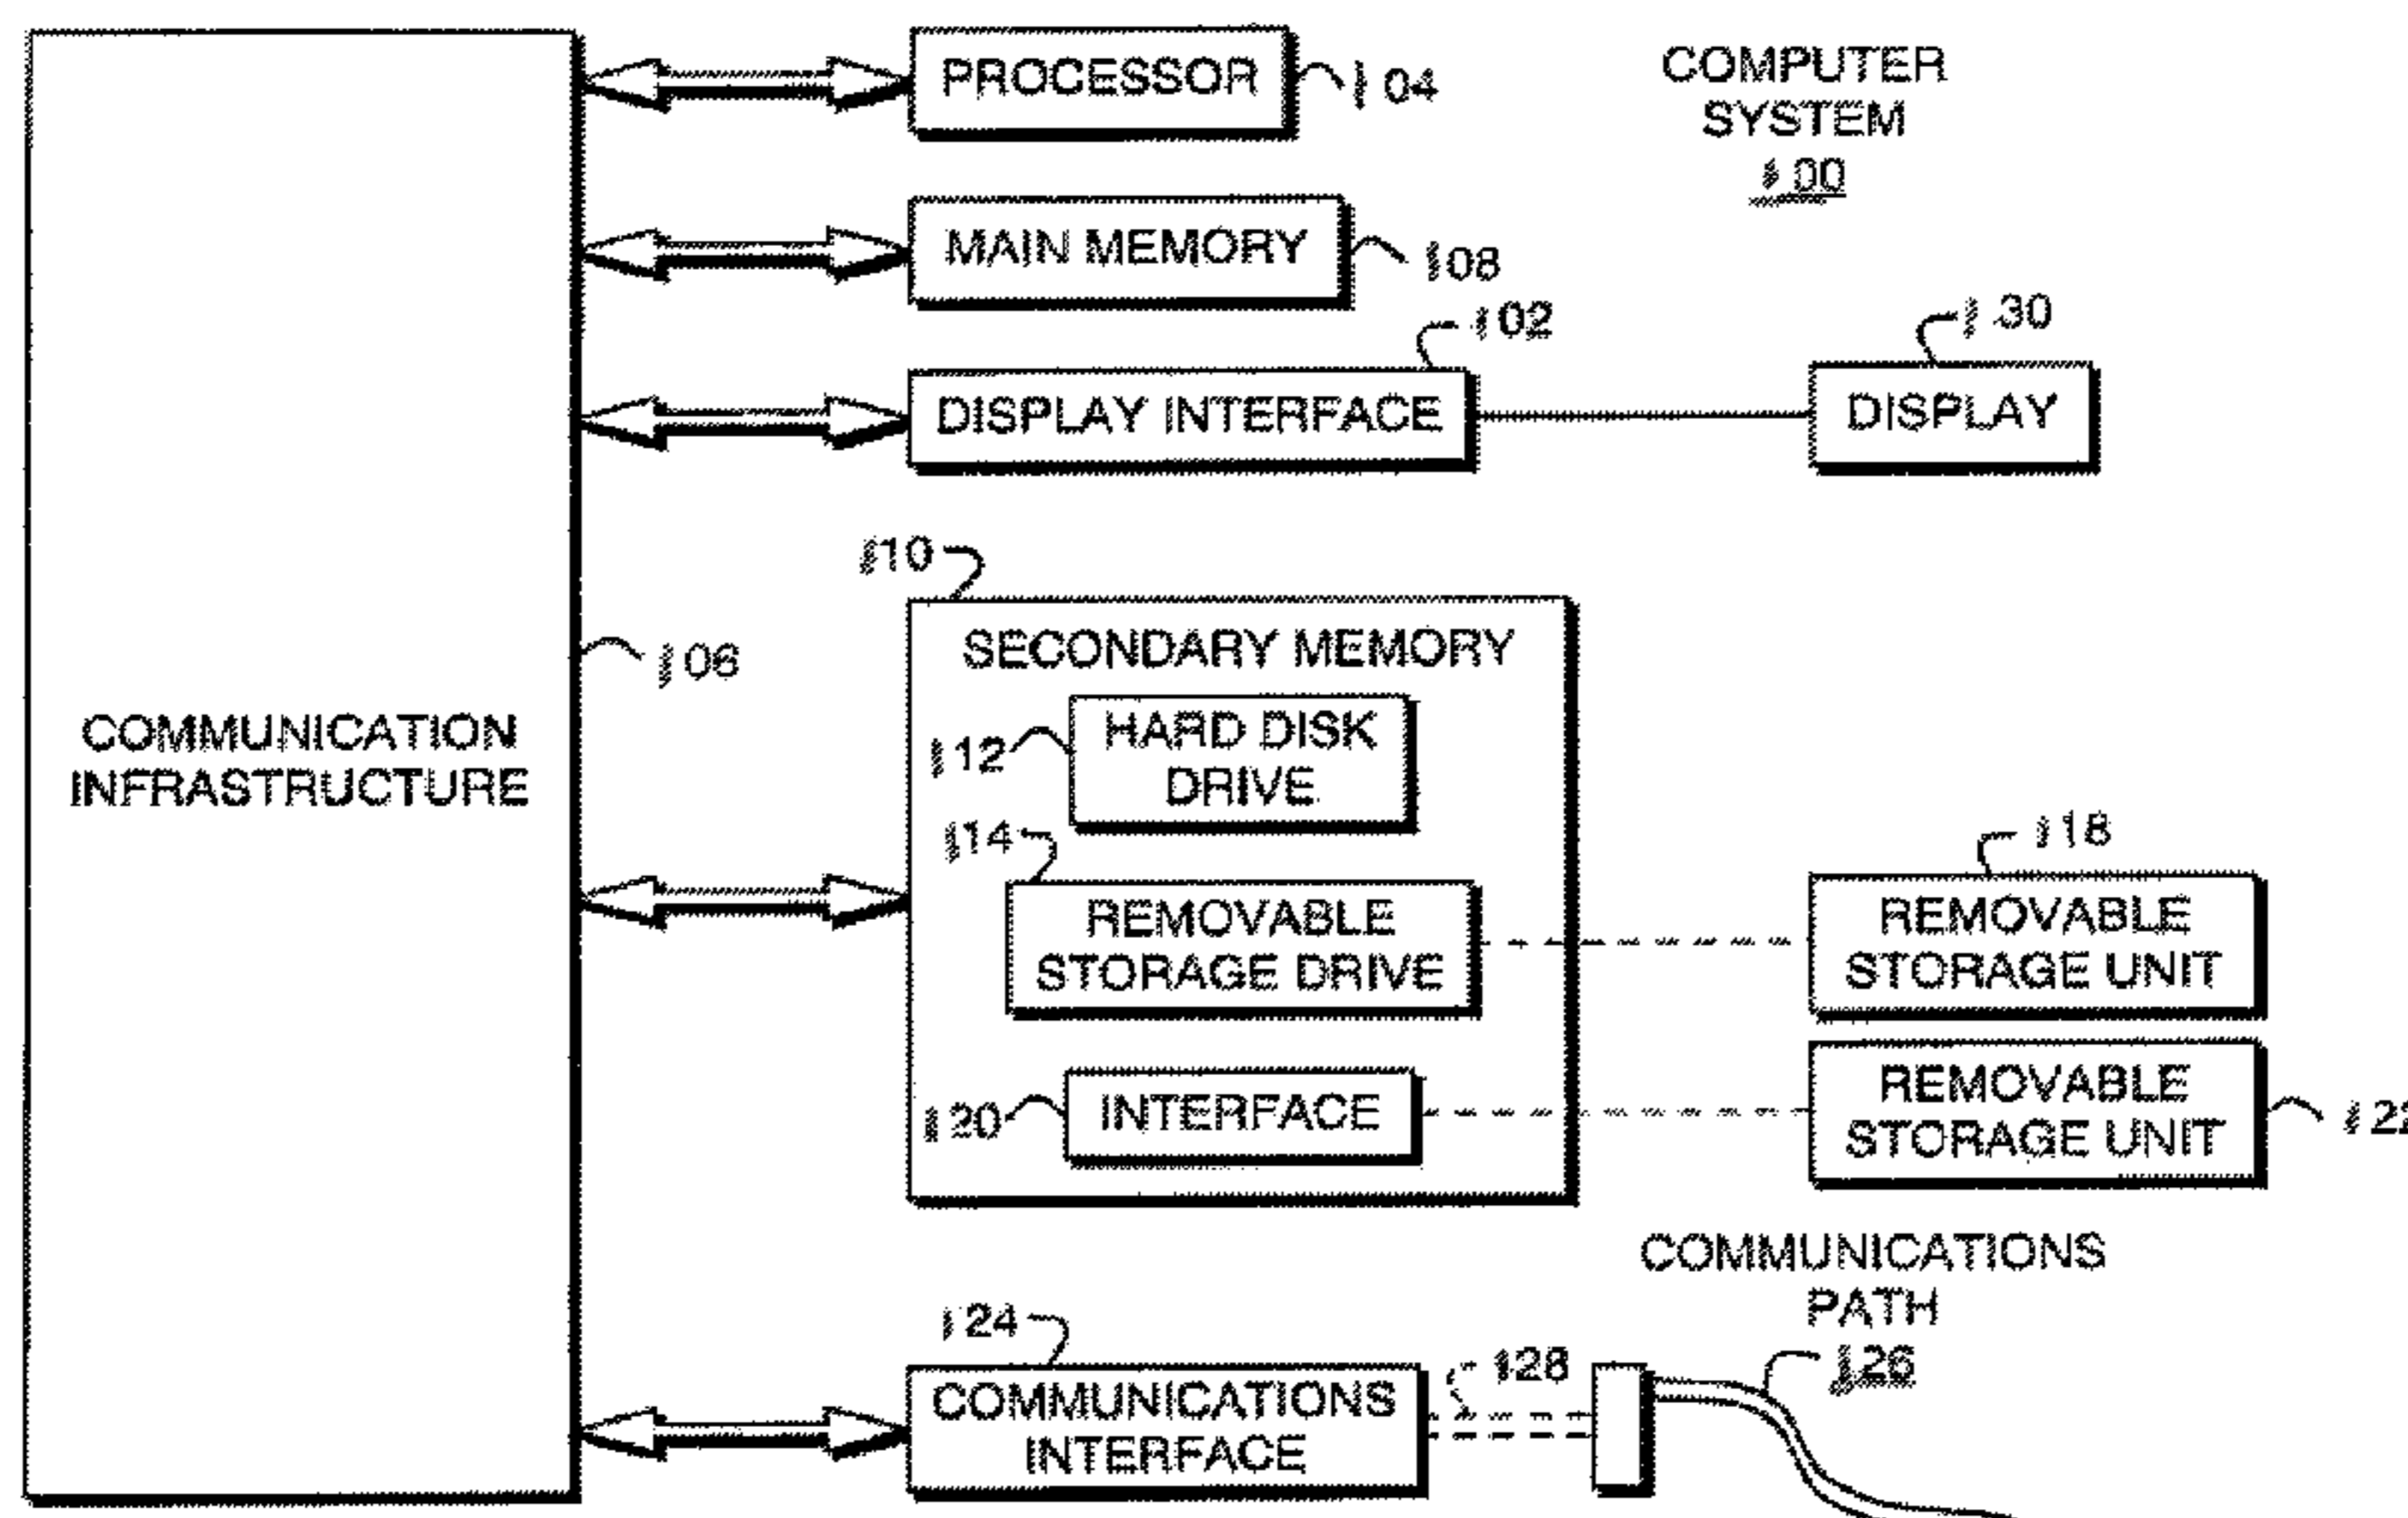 PROCESSOR
104
COMPUTER
SYSTEM
100
MAIN MEMORY
108
102
130
DISPLAY INTERFACE
DISPLAY
110
SECONDARY MEMORY
106
HARD DISK
DRIVE
112
COMMUNICATION
INFRASTRUCTURE
114
118
REMOVABLE
STORAGE DRIVE
REMOVABLE
STORAGE UNIT
120
INTERFACE
REMOVABLE
STORAGE UNIT
122
COMMUNICATIONS
PATH
126
124
128
COMMUNICATIONS
INTERFACE